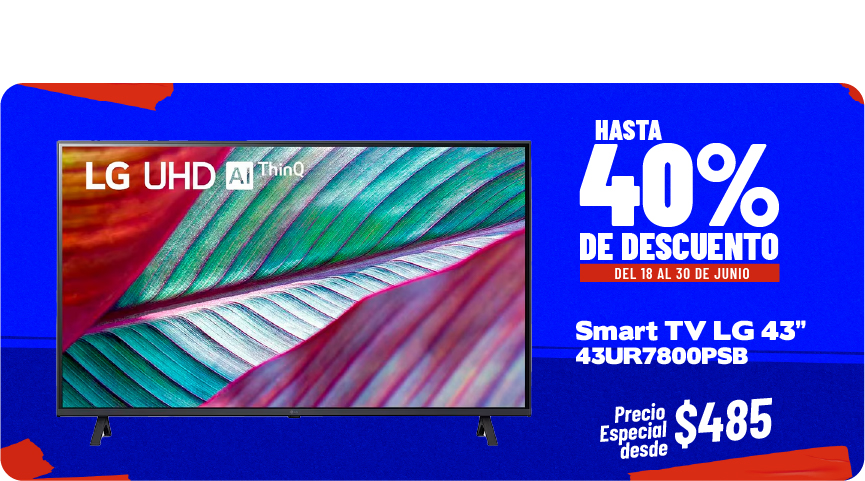 LG UHD AI ThinQ
HASTA
40%
DE DESCUENTO
DEL 18 AL 30 DE JUNIO
Smart TV LG 43”
43UR7800PSB
Precio
Especial
desde
$485